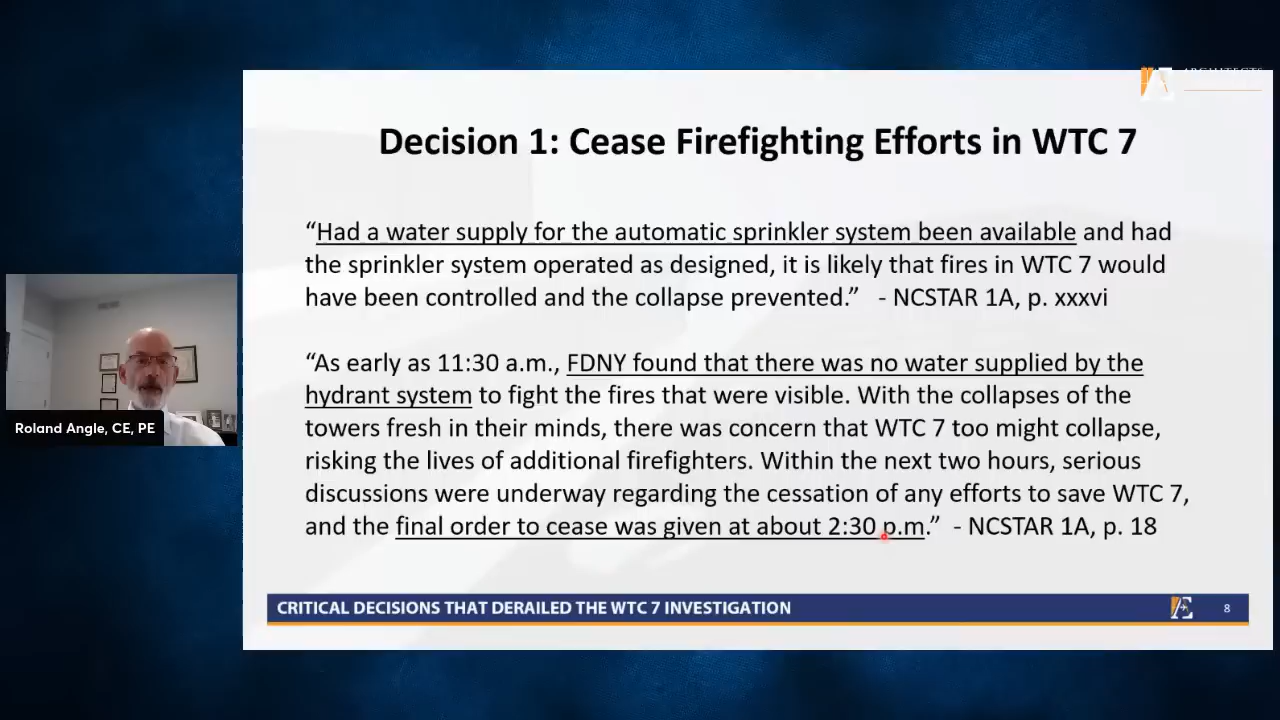 ARCHITECTS
Decision 1: Cease Firefighting Efforts in WTC 7
“Had a water supply for the automatic sprinkler system been available and had
the sprinkler system operated as designed, it is likely that fires in WTC 7 would
have been controlled and the collapse prevented.” - NCSTAR 1A, p. xxxvi
“As early as 11:30 a.m., FDNY found that there was no water supplied by the
hydrant system to fight the fires that were visible. With the collapses of the
towers fresh in their minds, there was concern that WTC 7 too might collapse,
risking the lives of additional firefighters. Within the next two hours, serious
discussions were underway regarding the cessation of any efforts to save WTC 7,
and the final order to cease was given at about 2:30 p.m.” - NCSTAR 1A, p. 18
Roland Angle, CE, PE
CRITICAL DECISIONS THAT DERAILED THE WTC 7 INVESTIGATION
8